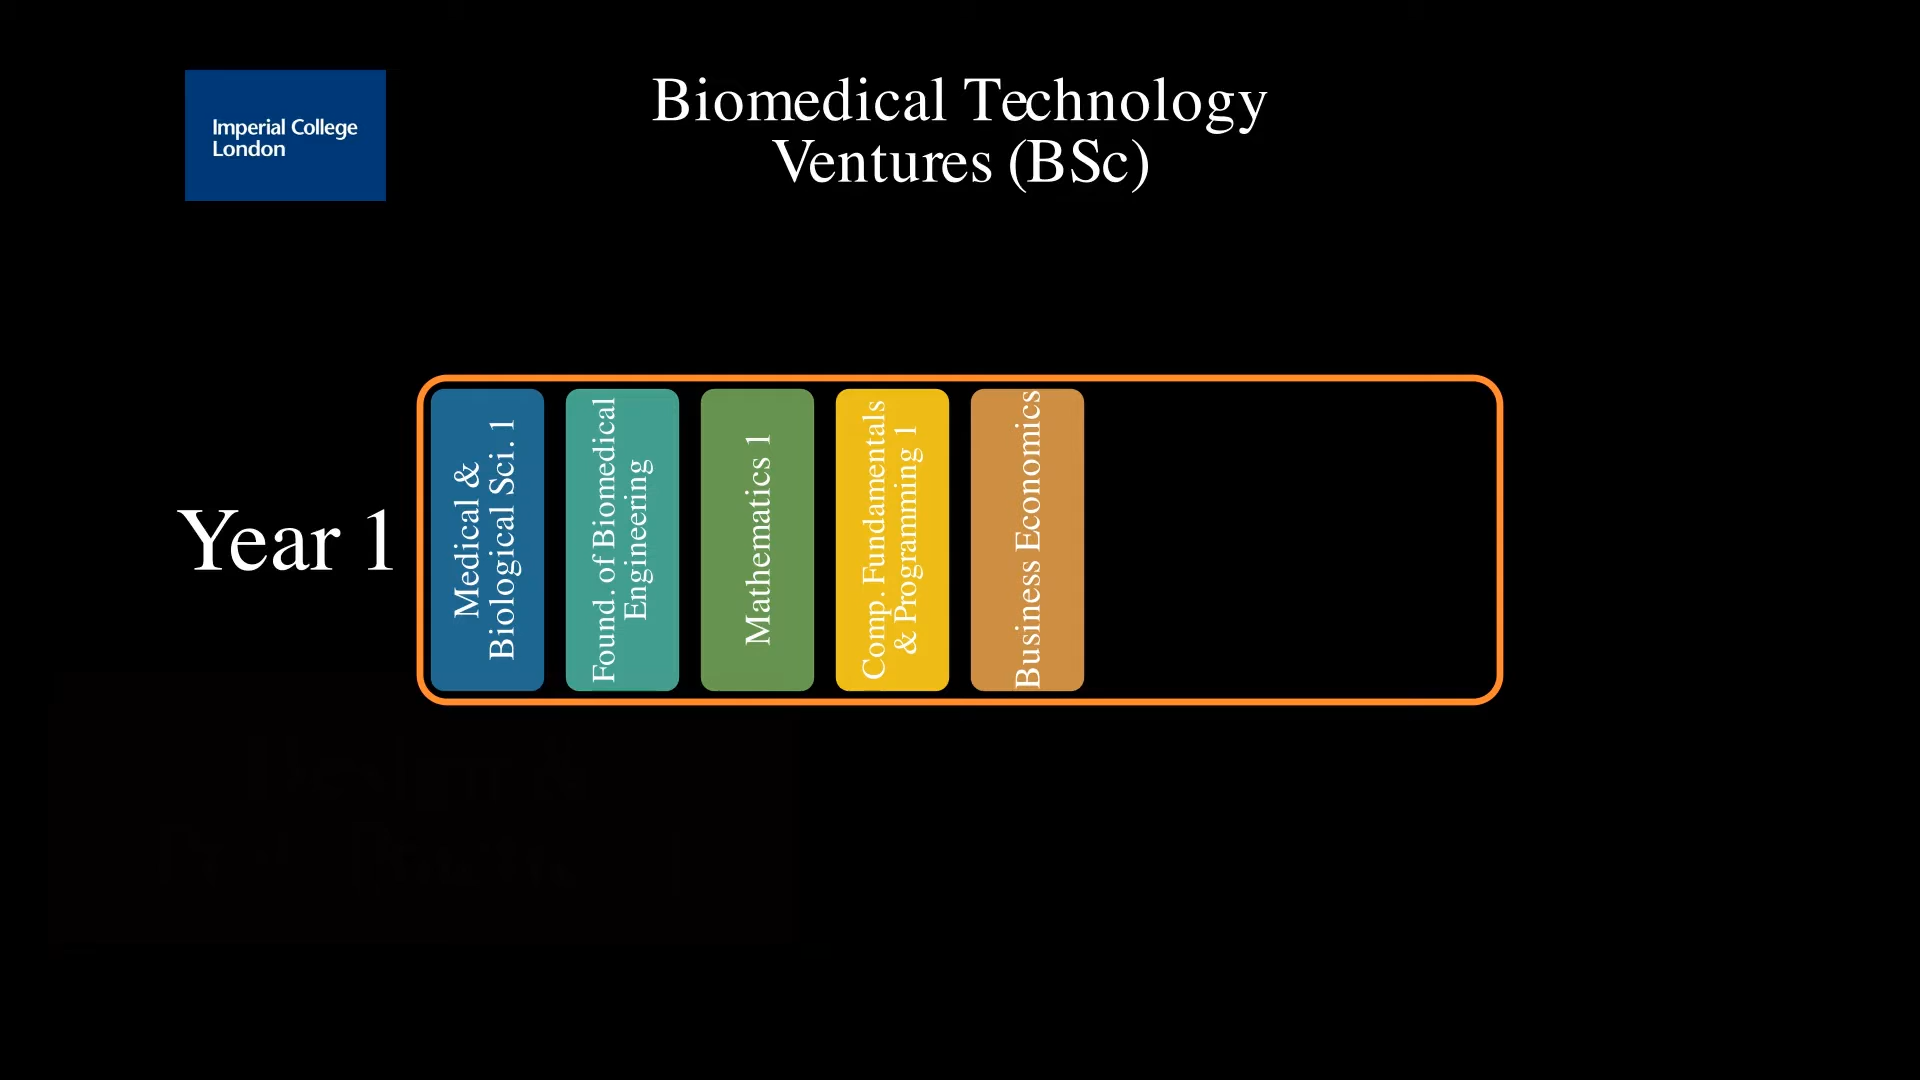 Imperial College
London
Biomedical Technology
Ventures (BSc)
Year 1
Medical &
Biological Sci. 1
Found. of Biomedical
Engineering
Mathematics 1
Comp. Fundamentals
& Programming 1
Business Economics